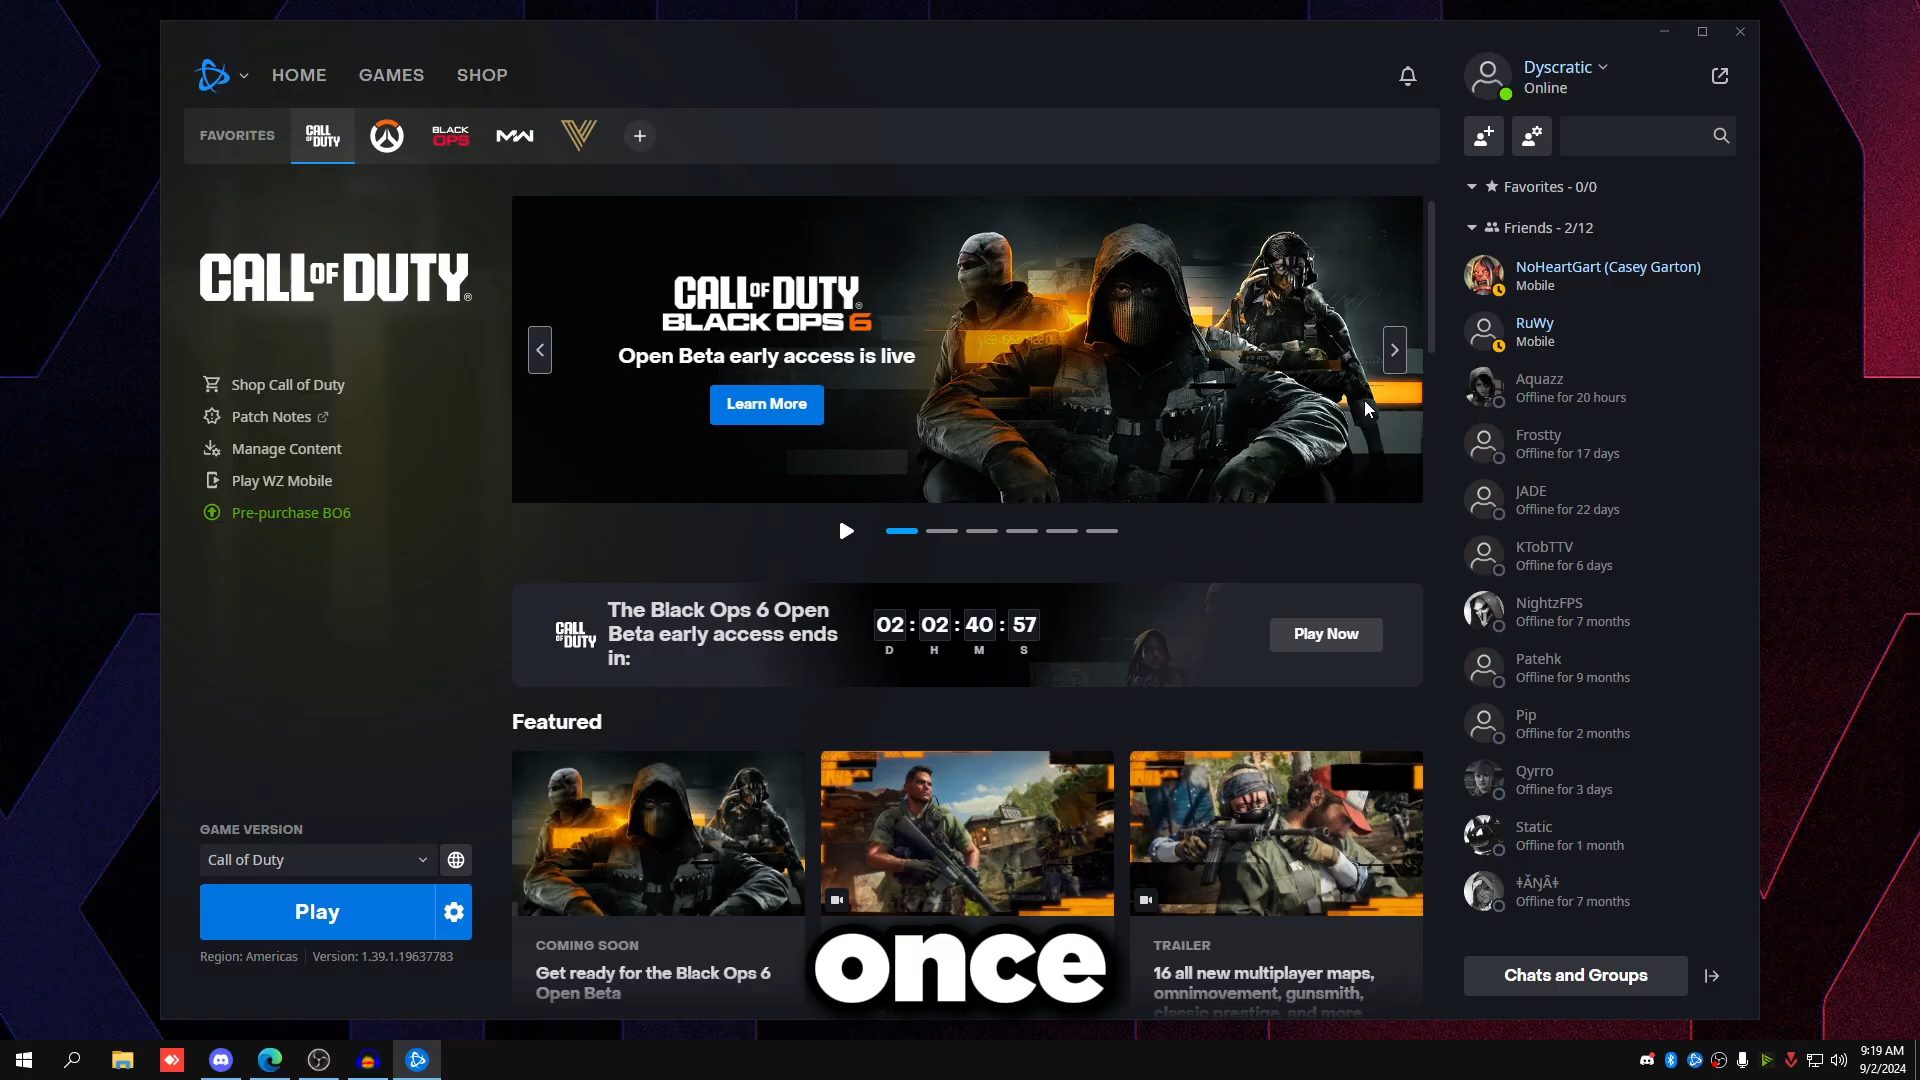 HOME
GAMES
SHOP
Dyscratic
Online
FAVORITES
CALL OF DUTY
BLACK OPS
MW
Favorites - 0/0
Friends - 2/12
NoHeartGart (Casey Garton)
Mobile
RuWy
Mobile
Aquazz
Offline for 20 hours
Frostty
Offline for 17 days
JADE
Offline for 22 days
KTobTTV
Offline for 6 days
NightzFPS
Offline for 7 months
Patehk
Offline for 9 months
Pip
Offline for 2 months
Qyrro
Offline for 3 days
Static
Offline for 1 month
ǂǍŊÂǂ
Offline for 7 months
Chats and Groups
CALL OF DUTY®
Shop Call of Duty
Patch Notes
Manage Content
Play WZ Mobile
Pre-purchase BO6
CALL OF DUTY®
BLACK OPS 6
Open Beta early access is live
Learn More
CALL OF DUTY
The Black Ops 6 Open
Beta early access ends
in:
02 : 02 : 40 : 57
D H M S
Play Now
Featured
COMING SOON
Get ready for the Black Ops 6
Open Beta
TRAILER
16 all new multiplayer maps,
omnimovement, gunsmith,
classic prestige, and more
once
GAME VERSION
Call of Duty
Play
Region: Americas
Version: 1.39.1.19637783
9:19 AM
9/2/2024